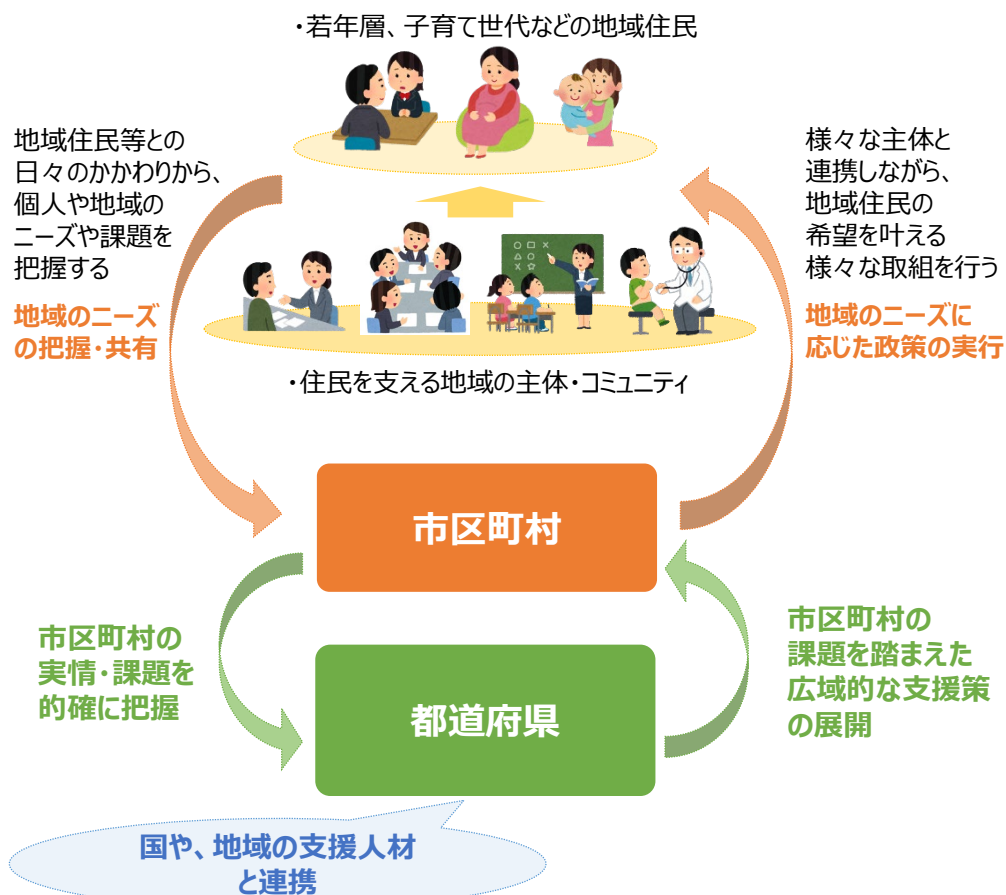 ・若年層、子育て世代などの地域住民
地域住民等との
日々のかかわりから、
個人や地域の
ニーズや課題を
把握する
地域のニーズ
の把握・共有
様々な主体と
連携しながら、
地域住民の
希望を叶える
様々な取組を行う
地域のニーズに
応じた政策の実行
・住民を支える地域の主体・コミュニティ
市区町村
市区町村の
実情・課題を
的確に把握
都道府県
市区町村の
課題を踏まえた
広域的な支援策
の展開
国や、地域の支援人材
と連携